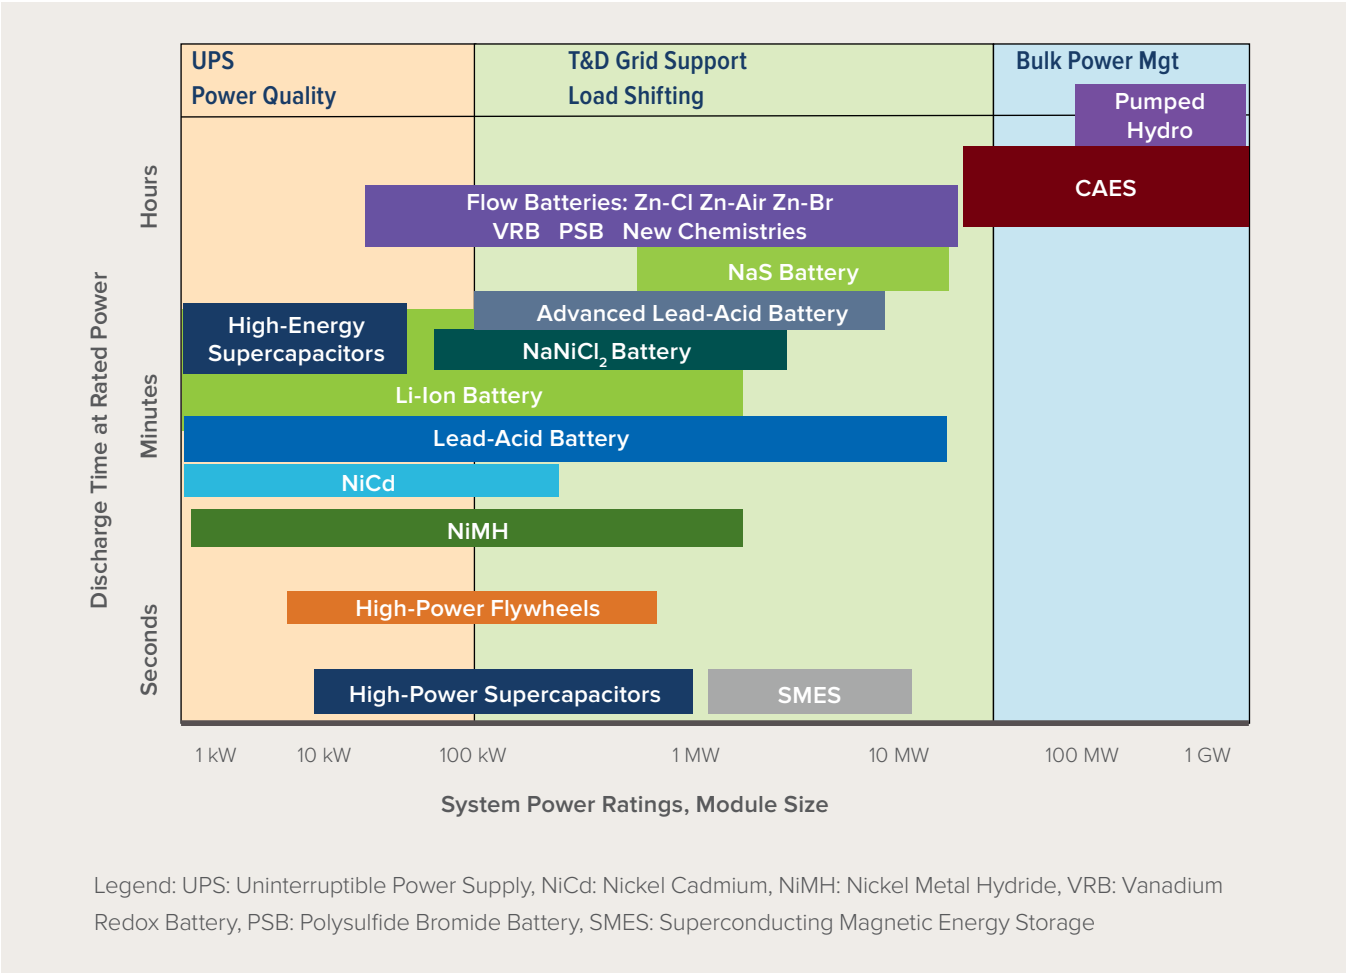 UPS
Power Quality
T&D Grid Support
Load Shifting
Bulk Power Mgt
Pumped
Hydro
CAES
Flow Batteries: Zn-Cl Zn-Air Zn-Br
VRB PSB New Chemistries
NaS Battery
Advanced Lead-Acid Battery
High-Energy
Supercapacitors
NaNiCl₂ Battery
Li-Ion Battery
Lead-Acid Battery
NiCd
NiMH
High-Power Flywheels
High-Power Supercapacitors
SMES
Discharge Time at Rated Power
Hours
Minutes
Seconds
1 kW
10 kW
100 kW
1 MW
10 MW
100 MW
1 GW
System Power Ratings, Module Size
Legend: UPS: Uninterruptible Power Supply, NiCd: Nickel Cadmium, NiMH: Nickel Metal Hydride, VRB: Vanadium
Redox Battery, PSB: Polysulfide Bromide Battery, SMES: Superconducting Magnetic Energy Storage